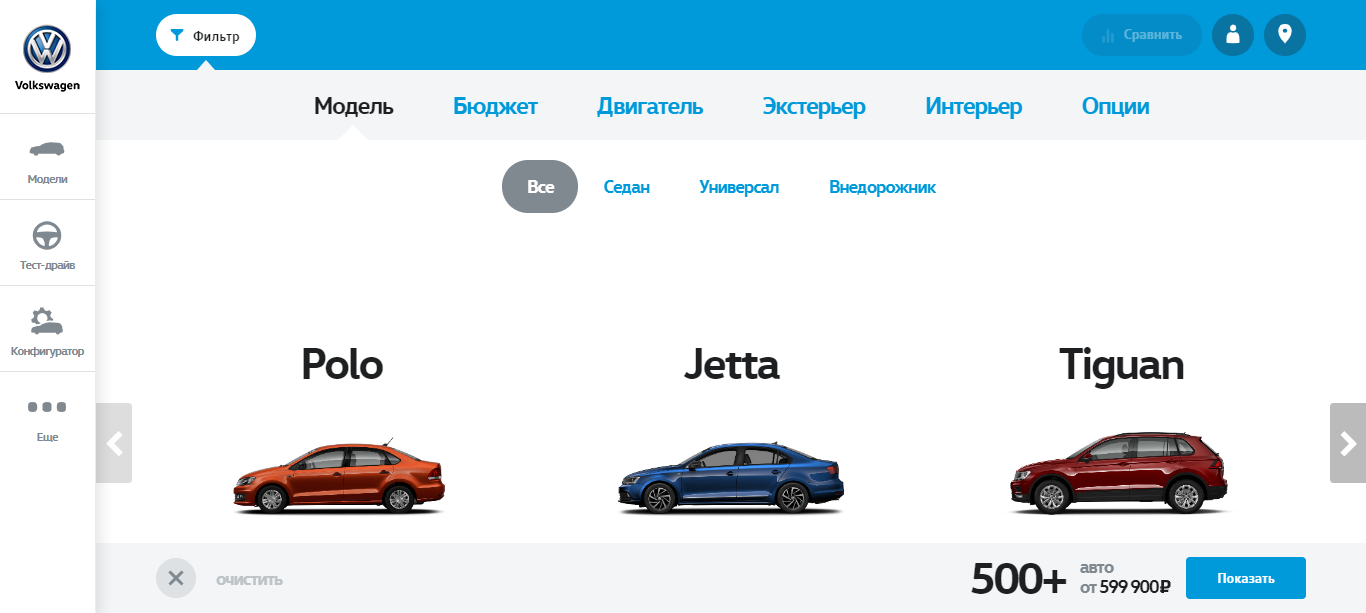 Volkswagen
Модели
Тест-драйв
Конфигуратор
Еще
Фильтр
Сравнить
Модель Бюджет Двигатель Экстерьер Интерьер Опции
Все Седан Универсал Внедорожник
Polo Jetta Tiguan
очистить
500+
авто
от 599 900₽
Показать